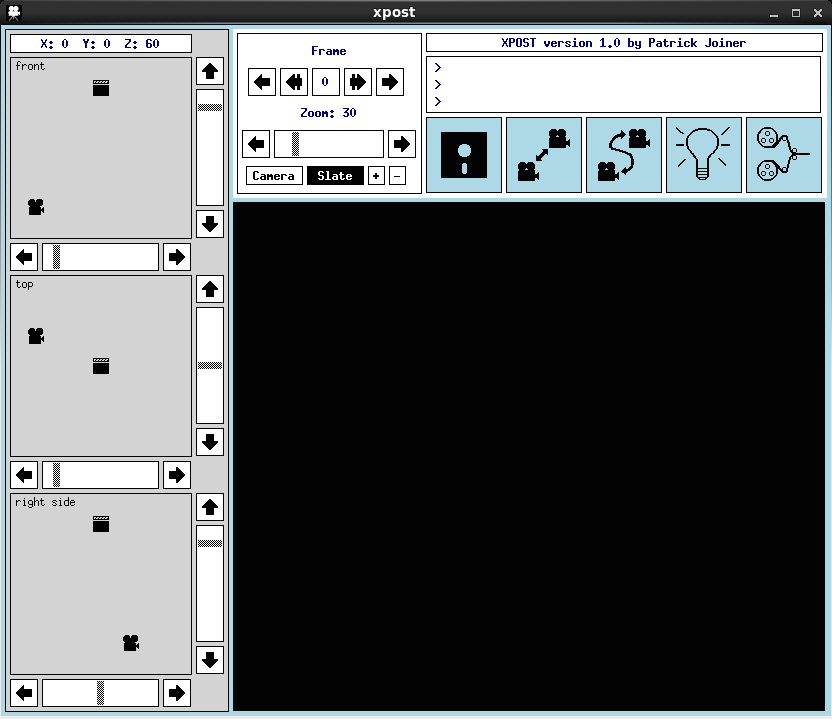 xpost
X: 0 Y: 0 Z: 60
front
top
right side
Frame
0
Zoom: 30
Camera Slate + -
XPOST version 1.0 by Patrick Joiner
>
>
>